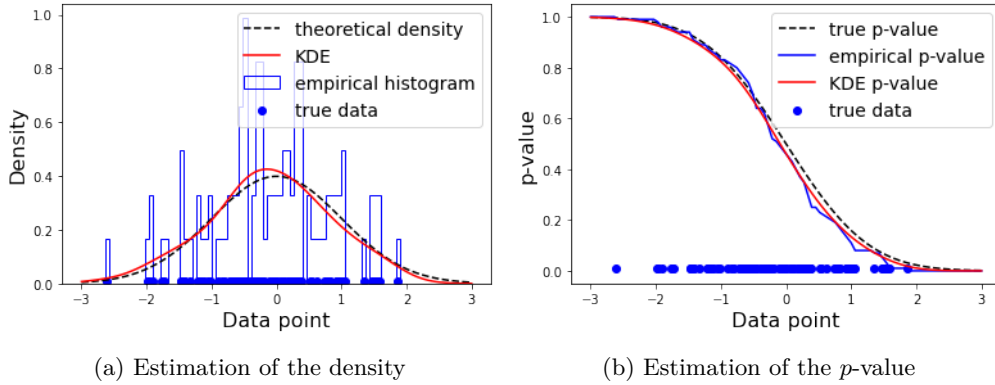 theoretical density
KDE
empirical histogram
true data
1.0
0.8
0.6
0.4
0.2
0.0
Density
−3
−2
−1
0
1
2
3
Data point
(a) Estimation of the density
true p-value
empirical p-value
KDE p-value
true data
1.0
0.8
0.6
0.4
0.2
0.0
p-value
−3
−2
−1
0
1
2
3
Data point
(b) Estimation of the p-value